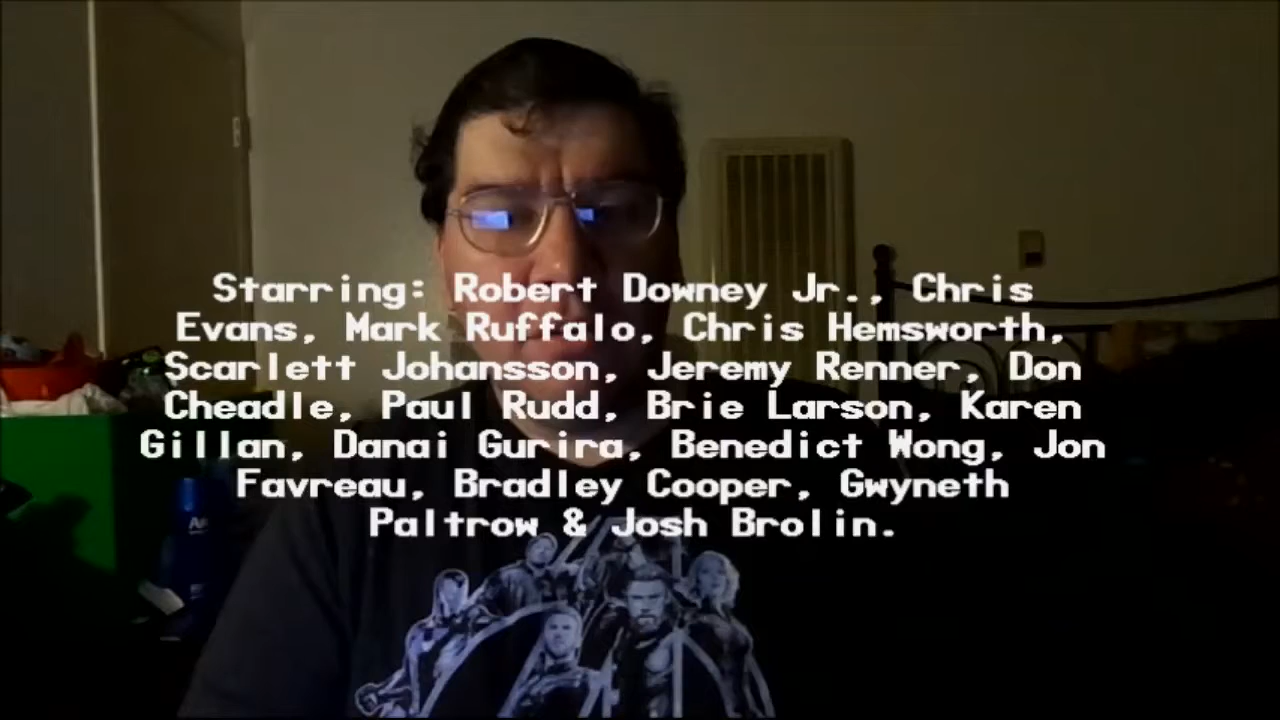 Starring: Robert Downey Jr., Chris
Evans, Mark Ruffalo, Chris Hemsworth,
Scarlett Johansson, Jeremy Renner, Don
Cheadle, Paul Rudd, Brie Larson, Karen
Gillan, Danai Gurira, Benedict Wong, Jon
Favreau, Bradley Cooper, Gwyneth
Paltrow & Josh Brolin.